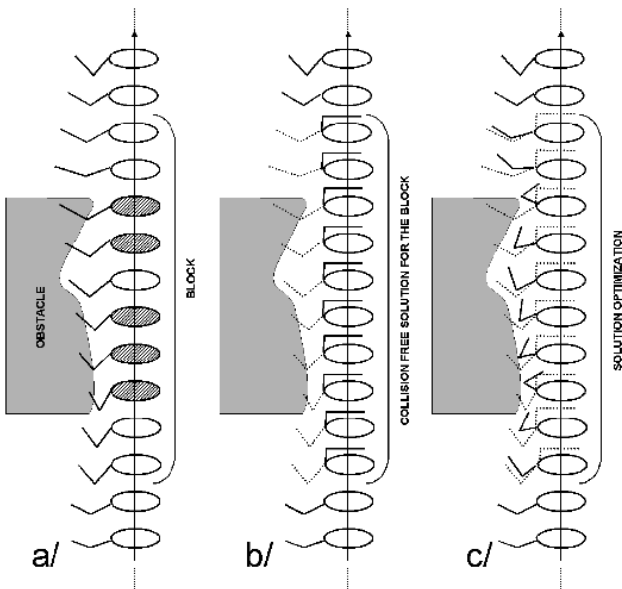 OBSTACLE
BLOCK
a/
COLLISION FREE SOLUTION FOR THE BLOCK
b/
SOLUTION OPTIMIZATION
c/